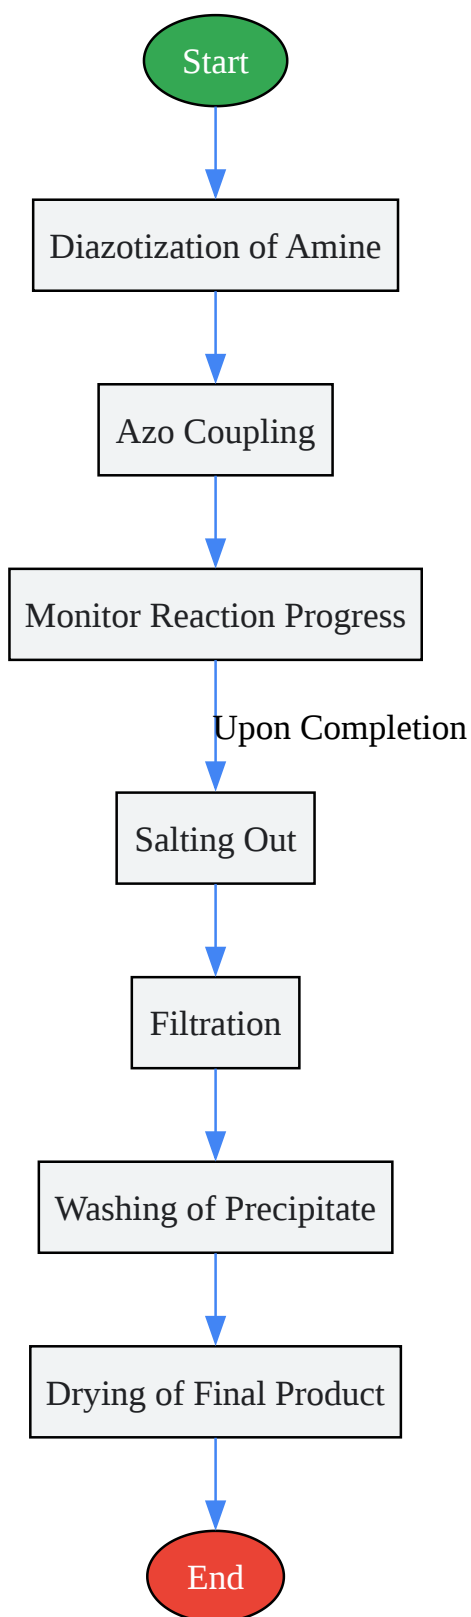 Start
Diazotization of Amine
Azo Coupling
Monitor Reaction Progress
Upon Completion
Salting Out
Filtration
Washing of Precipitate
Drying of Final Product
End